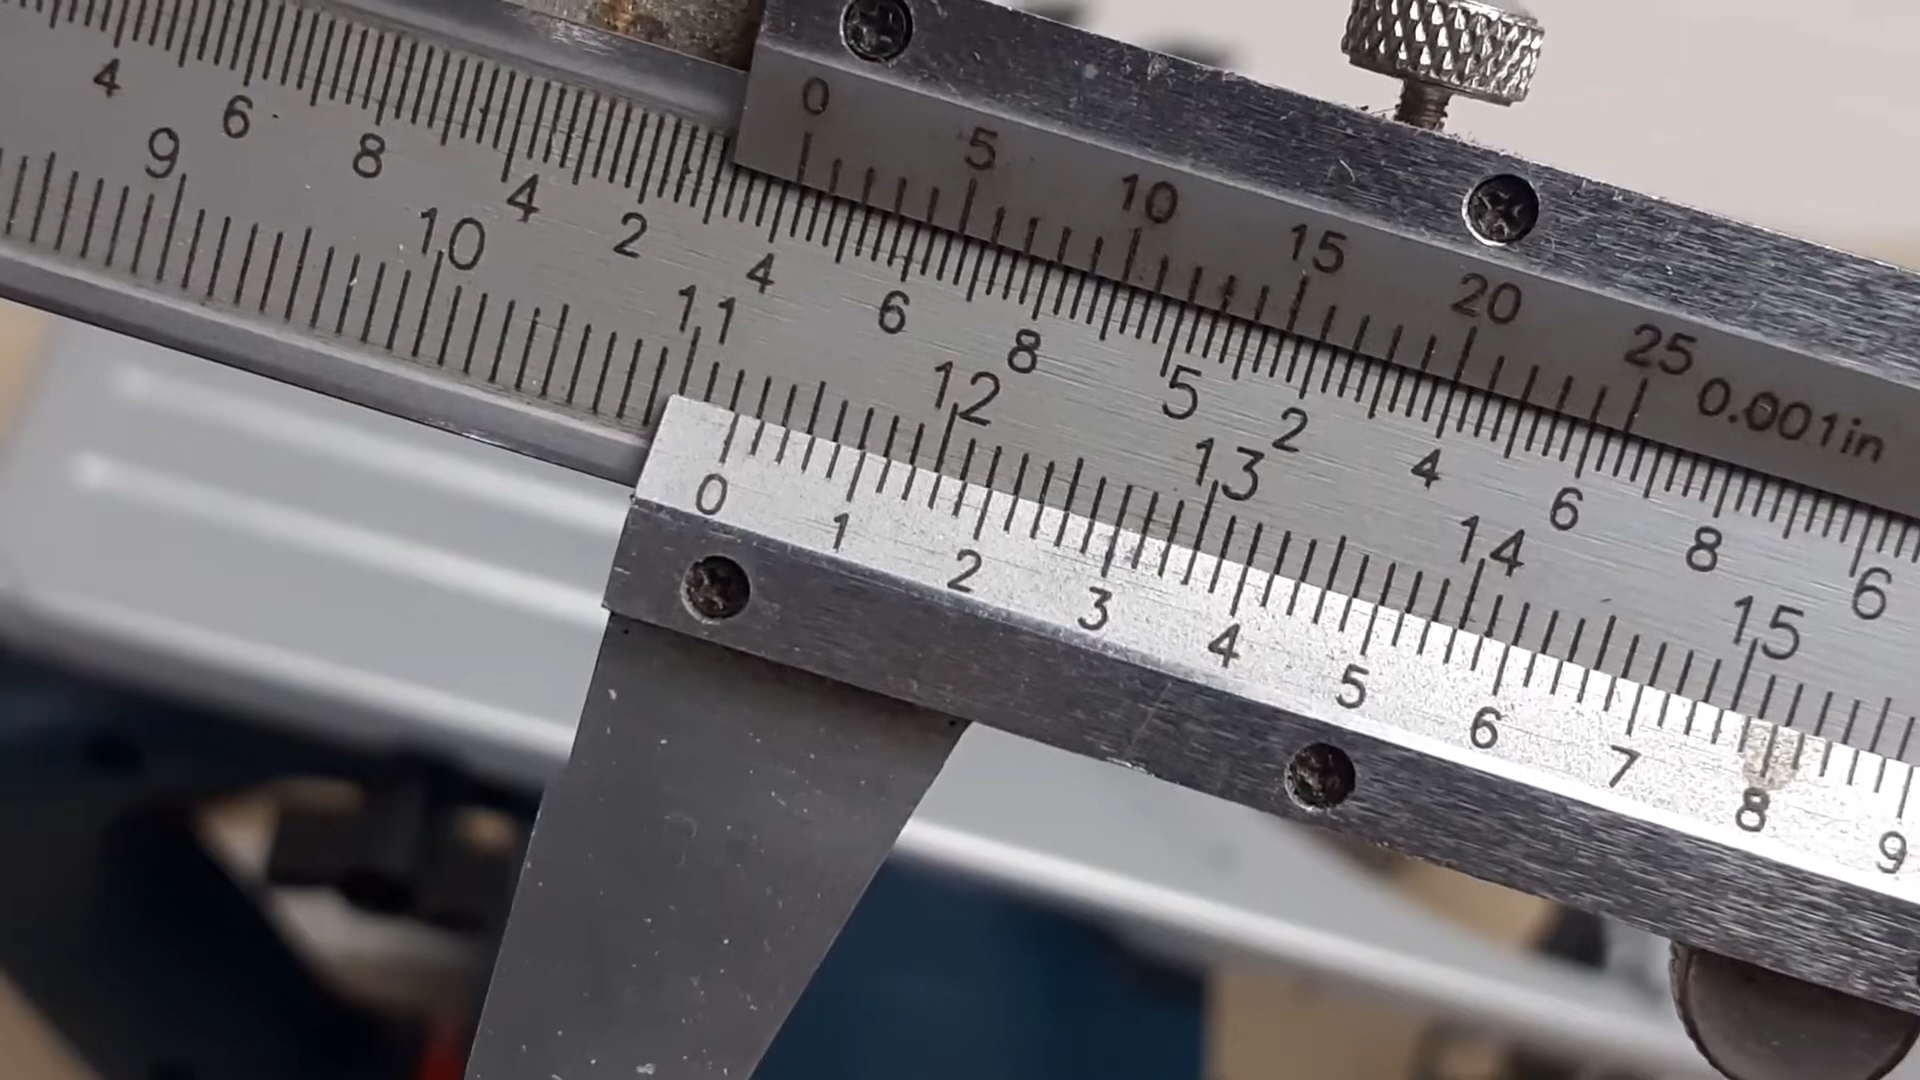 0 5 10 15 20 25 0.001in
4 6 8 4 2 4 6 8 5 2 4 6 8 6
9 10 11 12 13 14 15
0 1 2 3 4 5 6 7 8 9